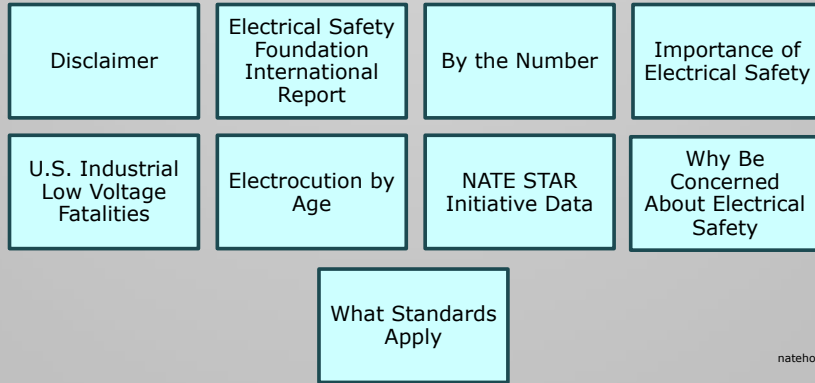 Disclaimer
Electrical Safety
Foundation
International
Report
By the Number
Importance of
Electrical Safety
U.S. Industrial
Low Voltage
Fatalities
Electrocution by
Age
NATE STAR
Initiative Data
Why Be
Concerned
About Electrical
Safety
What Standards
Apply
nateho